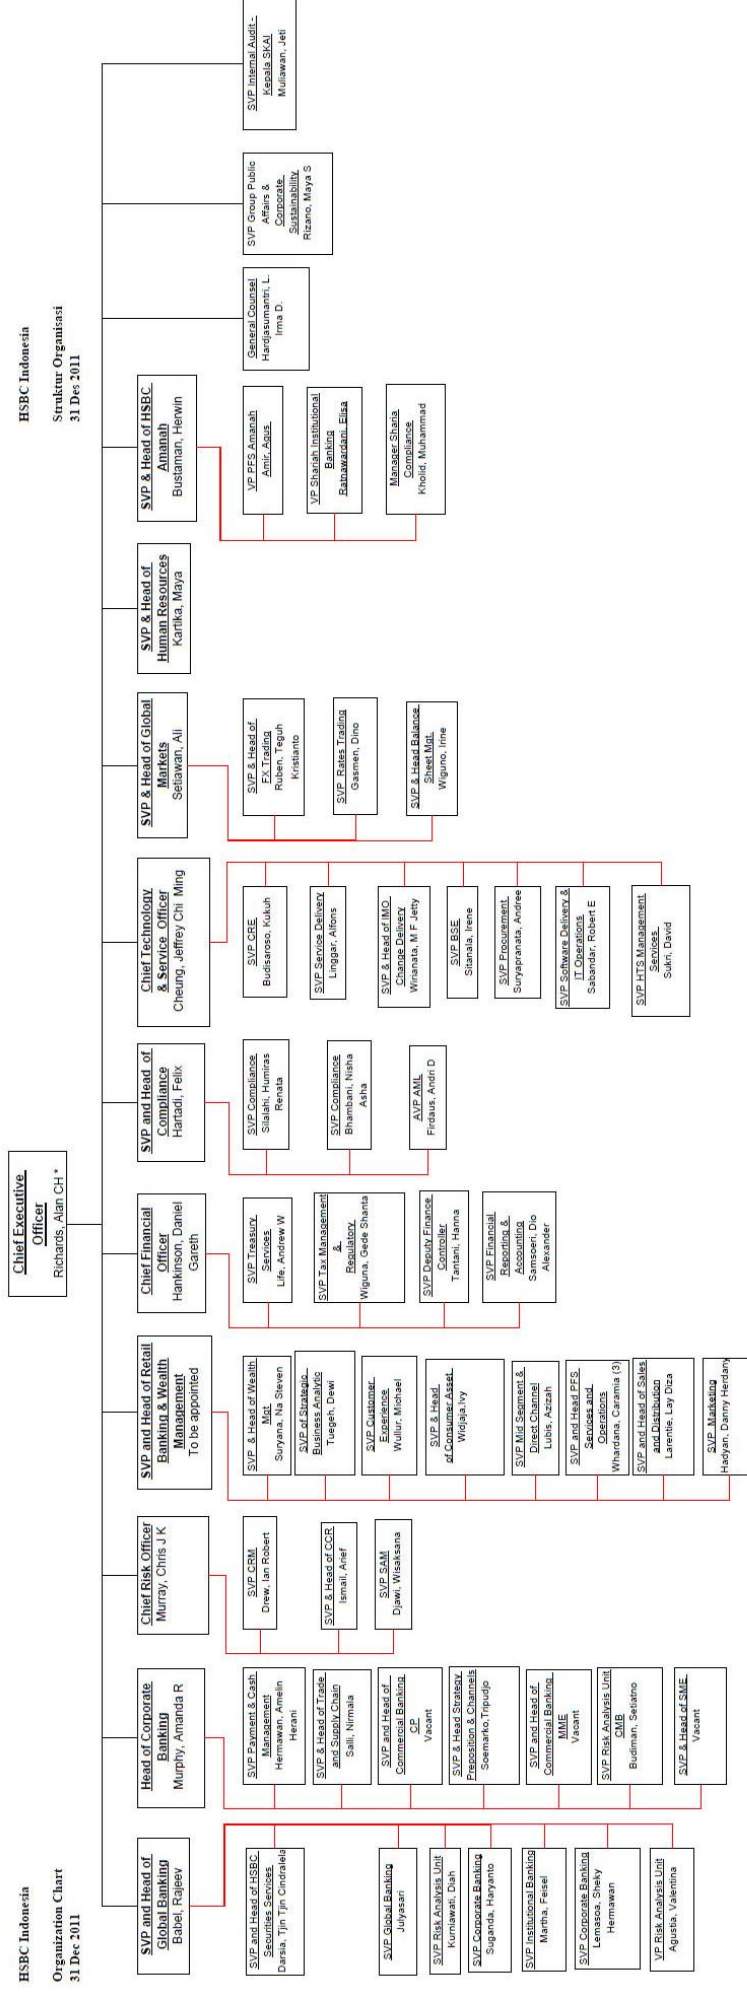 HSBC Indonesia
Organization Chart
31 Dec 2011
HSBC Indonesia
Struktur Organisasi
31 Des 2011
Chief Executive
Officer
Richards, Alan CH *
SVP and Head of
Global Banking
Babel, Rajeev
SVP and Head of HSBC
Securities Services
Darsia, Tjin Tjin Cindralela
SVP Global Banking
Julyasari
SVP Risk Analysis Unit
Kurniawati, Diah
SVP Corporate Banking
Suganda, Haryanto
SVP Institutional Banking
Martha, Feisel
SVP Corporate Banking
Lemasoa, Sheky
Hermawan
VP Risk Analysis Unit
Agustia, Valentina
Head of Corporate
Banking
Murphy, Amanda R
SVP Payment & Cash
Management
Hermawan, Amelin
Herani
SVP & Head of Trade
and Supply Chain
Salli, Nirmala
SVP and Head of
Commercial Banking
CP
Vacant
SVP & Head Strategy
Preposition & Channels
Soemarko,Tripudjo
SVP and Head of
Commercial Banking
MME
Vacant
SVP Risk Analysis Unit
CMB
Budiman, Setiatno
SVP & Head of SME
Vacant
Chief Risk Officer
Murray, Chris J K
SVP CRM
Drew, Ian Robert
SVP & Head of CCR
Ismail, Arief
SVP SAM
Djawi, Wisaksana
SVP and Head of Retail
Banking & Wealth
Management
To be appointed
SVP & Head of Wealth
Mgt
Suryana, Na Steven
SVP of Strategic
Business Analytic
Tuegeh, Dewi
SVP Customer
Experience
Wullur, Michael
SVP & Head
of Consumer Asset
Widjaja,Ivy
SVP Mid Segment &
Direct Channel
Lubis, Azizah
SVP and Head PFS
Services and
Operations
Whardana, Caramia (3)
SVP and Head of Sales
and Distribution
Larentie, Lay Diza
SVP Marketing
Hadyan, Danny Herdany
Chief Financial
Officer
Hankinson, Daniel
Gareth
SVP Treasury
Services
Life, Andrew W
SVP Tax Management
&
Regulatory
Wiguna, Gede Shanta
SVP Deputy Finance
Controller
Tantani, Hanna
SVP Financial
Reporting &
Accounting
Samsoeri, Dio
Alexander
SVP and Head of
Compliance
Hartadi, Felix
SVP Compliance
Silalahi, Humiras
Renata
SVP Compliance
Bhambani, Nisha
Asha
AVP AML
Firdaus, Andri D
Chief Technology
& Service Officer
Cheung, Jeffrey Chi Ming
SVP CRE
Budisaroso, Kukuh
SVP Service Delivery
Linggar, Alfons
SVP & Head of IMO
Change Delivery
Winanata, M F Jetty
SVP BSE
Sitanala, Irene
SVP Procurement
Suryapranata, Andree
SVP Software Delivery &
IT Operations
Sabandar, Robert E
SVP HTS Management
Services
Sukri, David
SVP & Head of Global
Markets
Setiawan, Ali
SVP & Head of
FX Trading
Ruben, Teguh
Kristianto
SVP Rates Trading
Gasmen, Dino
SVP & Head Balance
Sheet Mgt.
Wiguno, Irine
SVP & Head of
Human Resources
Kartika, Maya
SVP & Head of HSBC
Amanah
Bustaman, Herwin
VP PFS Amanah
Amir, Agus
VP Shariah Institutional
Banking
Ratnawardani, Elisa
Manager Sharia
Compliance
Kholid, Muhammad
General Counsel
Hardjasumantri, L.
Irma D.
SVP Group Public
Affairs &
Corporate
Sustainability
Rizano, Maya S
SVP Internal Audit -
Kepala SKAI
Muliawan, Jeti